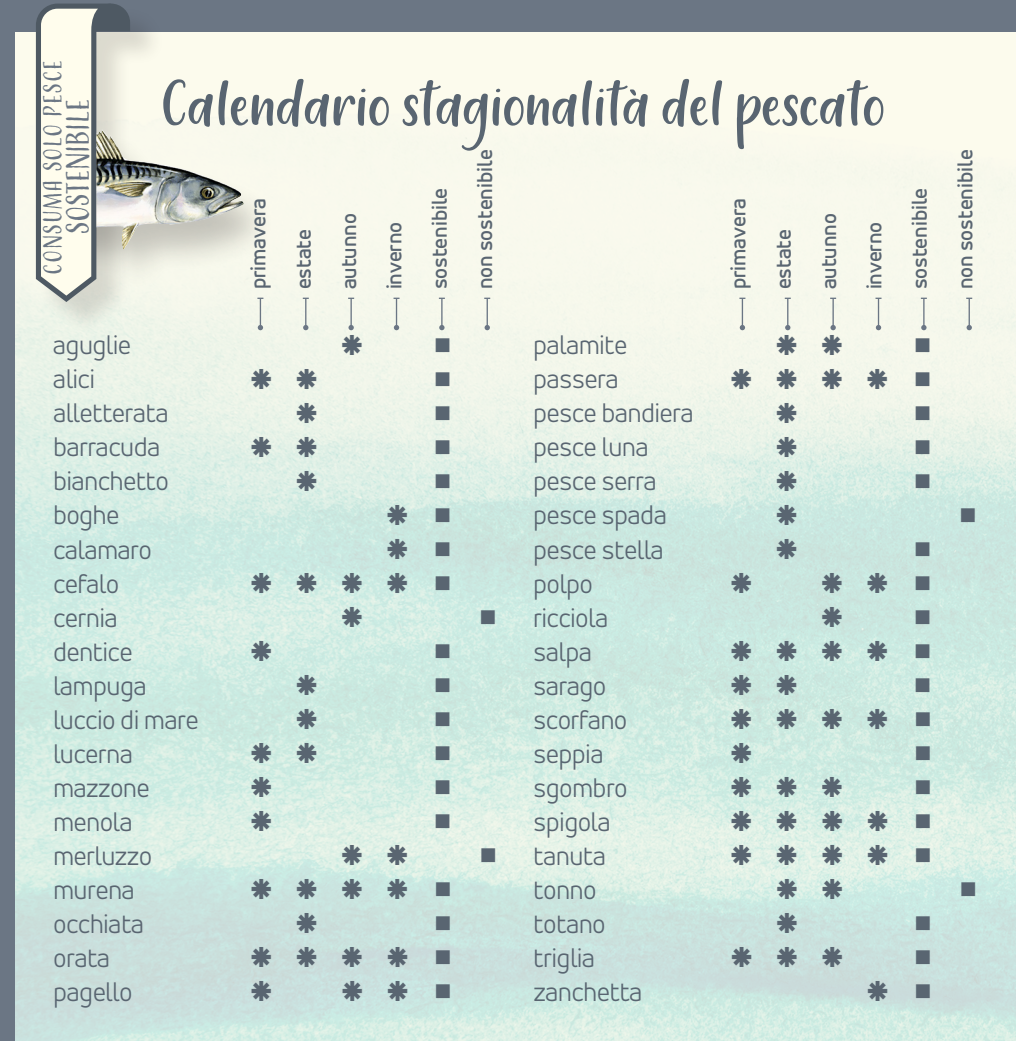 CONSUMA SOLO PESCE
SOSTENIBILE
Calendario stagionalità del pescato
primavera estate autunno inverno sostenibile non sostenibile
primavera estate autunno inverno sostenibile non sostenibile
aguglie ✱ ■
alici ✱ ✱ ■
alletterata ✱ ■
barracuda ✱ ✱ ■
bianchetto ✱ ■
boghe ✱ ■
calamaro ✱ ■
cefalo ✱ ✱ ✱ ✱ ■
cernia ✱ ■
dentice ✱ ■
lampuga ✱ ■
luccio di mare ✱ ■
lucerna ✱ ✱ ■
mazzone ✱ ■
menola ✱ ■
merluzzo ✱ ✱ ■
murena ✱ ✱ ✱ ✱ ■
occhiata ✱ ■
orata ✱ ✱ ✱ ✱ ■
pagello ✱ ✱ ✱ ■
palamite ✱ ✱ ■
passera ✱ ✱ ✱ ✱ ■
pesce bandiera ✱ ■
pesce luna ✱ ■
pesce serra ✱ ■
pesce spada ✱ ■
pesce stella ✱ ■
polpo ✱ ✱ ✱ ■
ricciola ✱ ■
salpa ✱ ✱ ✱ ✱ ■
sarago ✱ ✱ ■
scorfano ✱ ✱ ✱ ✱ ■
seppia ✱ ■
sgombro ✱ ✱ ✱ ■
spigola ✱ ✱ ✱ ✱ ■
tanuta ✱ ✱ ✱ ✱ ■
tonno ✱ ✱ ■
totano ✱ ■
triglia ✱ ✱ ✱ ■
zanchetta ✱ ■